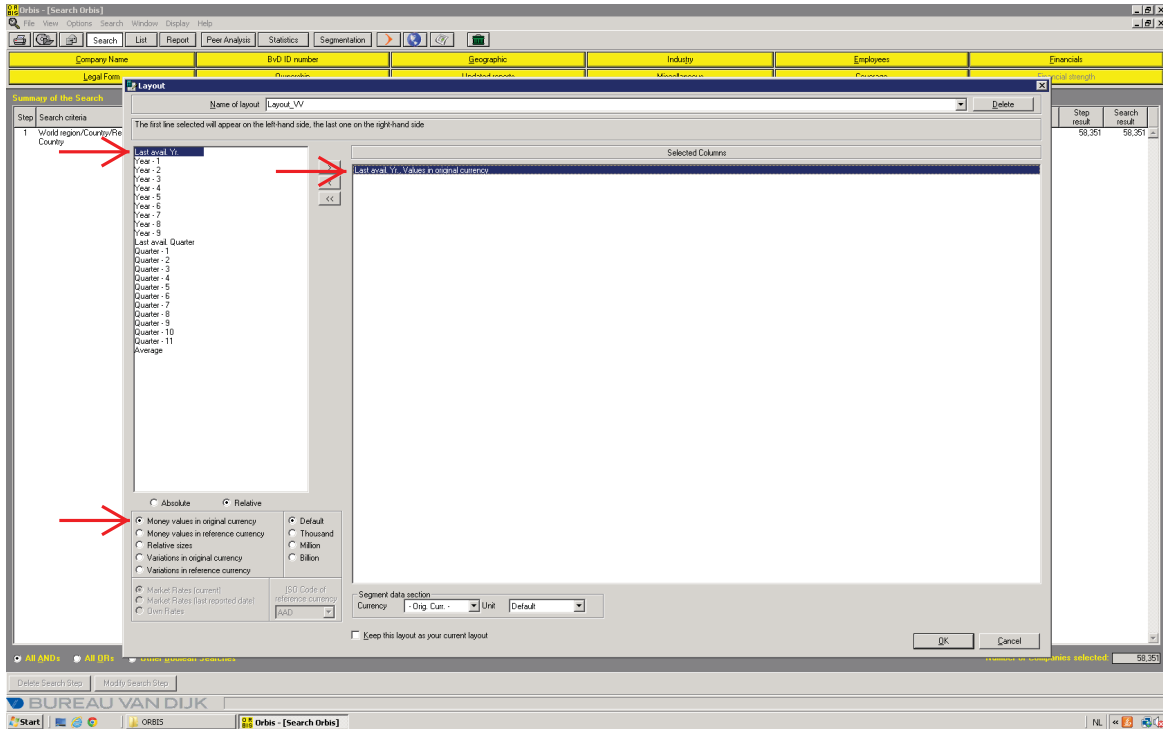 Orbis - [Search Orbis]
File View Options Search Window Display Help
Search List Report Peer Analysis Statistics Segmentation
Company Name BvD ID number Geographic Industry Employees Financials
Legal Form Ownership Updated reports Miscellaneous Coverage Financial strength
Layout
Summary of the Search
Name of layout Layout_VV Delete
Step Search criteria Step result Search result
The first line selected will appear on the left-hand side, the last one on the right-hand side
1 World region/Country/Re 58,351 58,351
Country
Selected Columns
Last avail. Yr., Values in original currency
Last avail. Yr.
Year - 1
Year - 2
Year - 3
Year - 4
Year - 5
Year - 6
Year - 7
Year - 8
Year - 9
Last avail. Quarter
Quarter - 1
Quarter - 2
Quarter - 3
Quarter - 4
Quarter - 5
Quarter - 6
Quarter - 7
Quarter - 8
Quarter - 9
Quarter - 10
Quarter - 11
Average
>
<
<<
Absolute Relative
Money values in original currency Default
Money values in reference currency Thousand
Relative sizes Million
Variations in original currency Billion
Variations in reference currency
Market Rates (current) ISO Code of
Market Rates (last reported date) reference currency
Own Rates AAD
Segment data section
Currency - Orig. Curr. - Unit Default
Keep this layout as your current layout
OK Cancel
All ANDs All ORs Other Boolean Searches Number of Companies selected: 58,351
Delete Search Step Modify Search Step
BUREAU VAN DIJK
Start ORBIS Orbis - [Search Orbis] NL